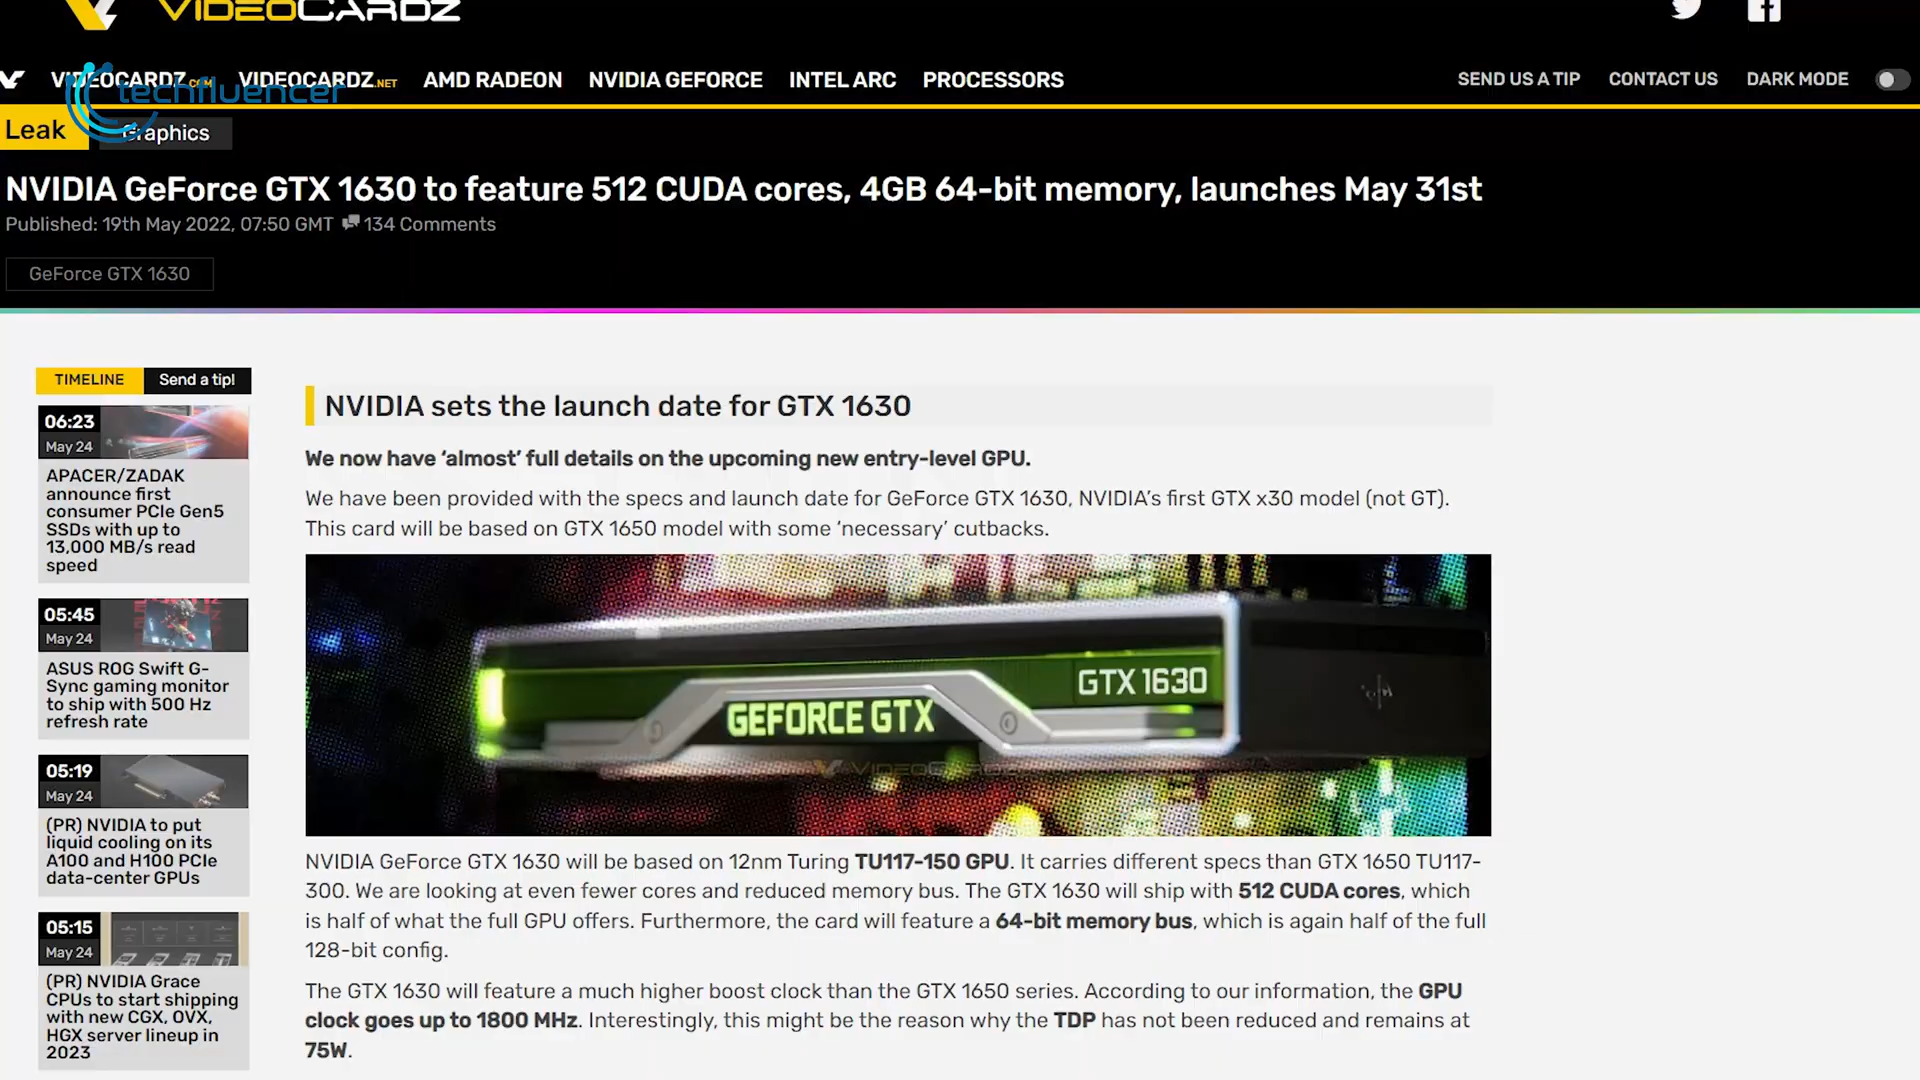 VIDEOCARDZ
VIDEOCARDZ.COM VIDEOCARDZ.NET AMD RADEON NVIDIA GEFORCE INTEL ARC PROCESSORS SEND US A TIP CONTACT US DARK MODE
techfluencer
Leak Graphics
NVIDIA GeForce GTX 1630 to feature 512 CUDA cores, 4GB 64-bit memory, launches May 31st
Published: 19th May 2022, 07:50 GMT 134 Comments
GeForce GTX 1630
TIMELINE Send a tip!
06:23
May 24
APACER/ZADAK
announce first
consumer PCIe Gen5
SSDs with up to
13,000 MB/s read
speed
05:45
May 24
ASUS ROG Swift G-
Sync gaming monitor
to ship with 500 Hz
refresh rate
05:19
May 24
(PR) NVIDIA to put
liquid cooling on its
A100 and H100 PCIe
data-center GPUs
05:15
May 24
(PR) NVIDIA Grace
CPUs to start shipping
with new CGX, OVX,
HGX server lineup in
2023
NVIDIA sets the launch date for GTX 1630
We now have ‘almost’ full details on the upcoming new entry-level GPU.
We have been provided with the specs and launch date for GeForce GTX 1630, NVIDIA’s first GTX x30 model (not GT).
This card will be based on GTX 1650 model with some ‘necessary’ cutbacks.
GTX 1630
GEFORCE GTX
VIDEOCARDZ
NVIDIA GeForce GTX 1630 will be based on 12nm Turing TU117-150 GPU. It carries different specs than GTX 1650 TU117-
300. We are looking at even fewer cores and reduced memory bus. The GTX 1630 will ship with 512 CUDA cores, which
is half of what the full GPU offers. Furthermore, the card will feature a 64-bit memory bus, which is again half of the full
128-bit config.
The GTX 1630 will feature a much higher boost clock than the GTX 1650 series. According to our information, the GPU
clock goes up to 1800 MHz. Interestingly, this might be the reason why the TDP has not been reduced and remains at
75W.